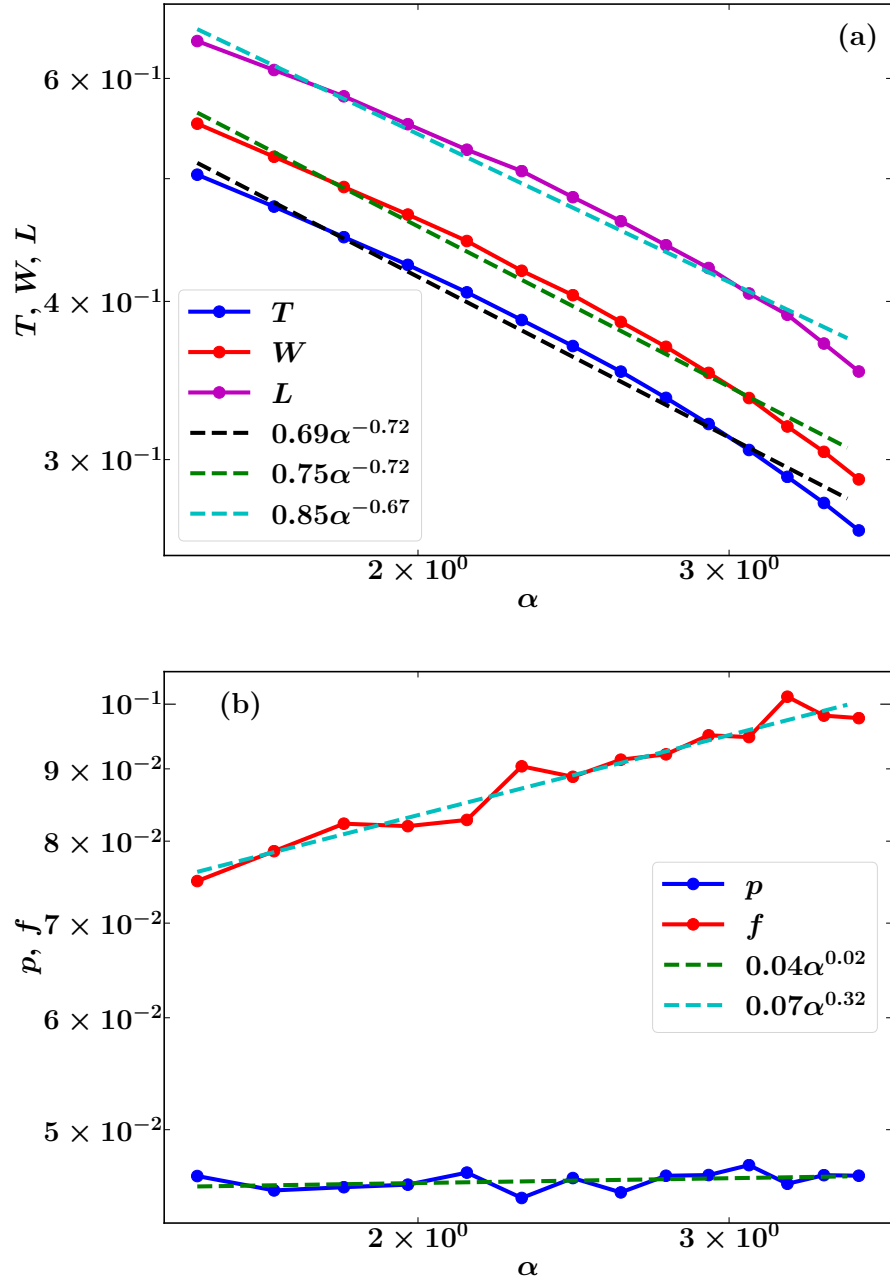 (a)
6 × 10⁻¹
4 × 10⁻¹
3 × 10⁻¹
T, W, L
T
W
L
0.69α⁻⁰·⁷²
0.75α⁻⁰·⁷²
0.85α⁻⁰·⁶⁷
2 × 10⁰
3 × 10⁰
α
(b)
10⁻¹
9 × 10⁻²
8 × 10⁻²
7 × 10⁻²
6 × 10⁻²
5 × 10⁻²
p, f
p
f
0.04α⁰·⁰²
0.07α⁰·³²
2 × 10⁰
3 × 10⁰
α